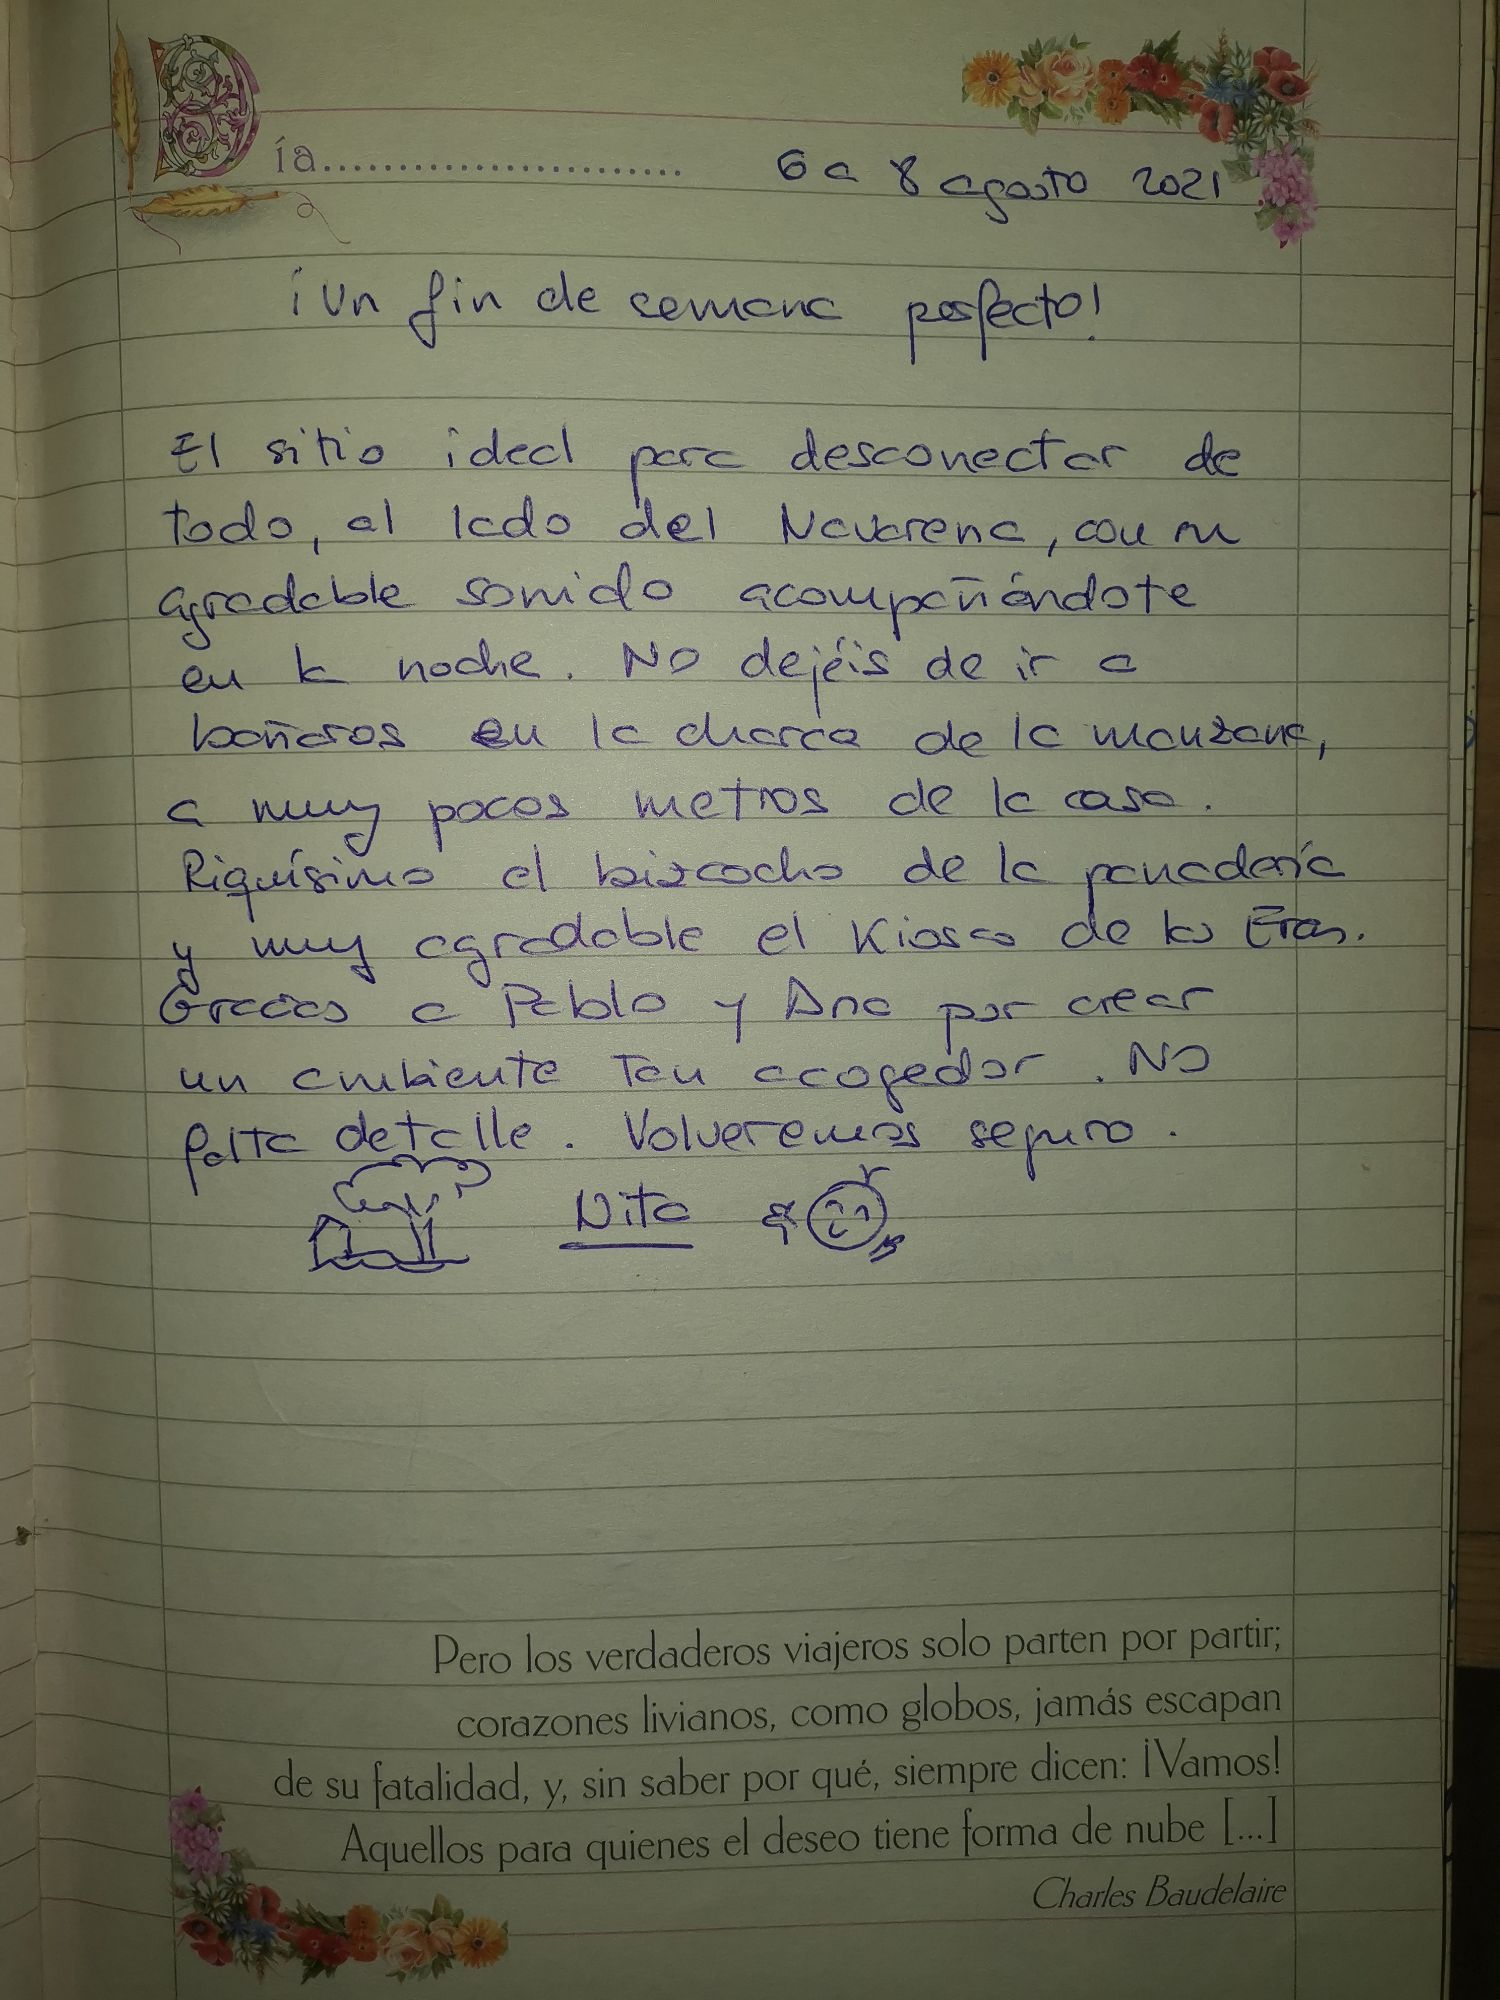 Día........................ 6 a 8 agosto 2021
¡Un fin de semana perfecto!
El sitio ideal para desconectar de
todo, al lado del Navarena, con su
agradable sonido acompañándote
en la noche. No dejéis de ir a
bañaros en la charca de la manzana,
a muy pocos metros de la casa.
Riquísimo el bizcocho de la panadería
y muy agradable el Kiosco de las Eras.
Gracias a Pablo y Ana por crear
un ambiente tan acogedor. No
falta detalle. Volveremos seguro.
Nita
Pero los verdaderos viajeros solo parten por partir;
corazones livianos, como globos, jamás escapan
de su fatalidad, y, sin saber por qué, siempre dicen: ¡Vamos!
Aquellos para quienes el deseo tiene forma de nube [...]
Charles Baudelaire